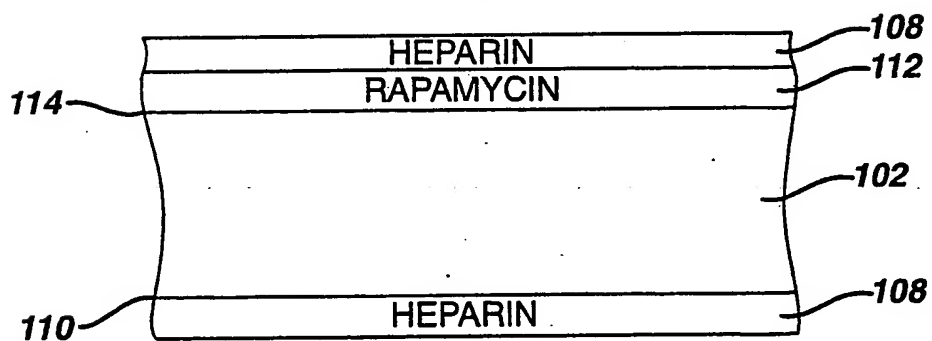 HEPARIN 108
RAPAMYCIN 112
114
102
110 HEPARIN 108